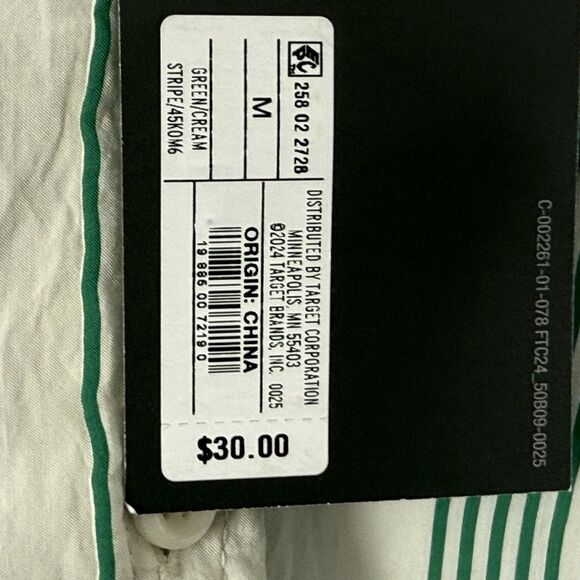 258 02 2728
M
GREEN/CREAM
STRIPE/45KOM6
DISTRIBUTED BY TARGET CORPORATION
MINNEAPOLIS, MN 55403
©2024 TARGET BRANDS, INC. 0025
ORIGIN: CHINA
19 885 00 7219 0
$30.00
C-002261-01-078 FTC24_50B09-0025